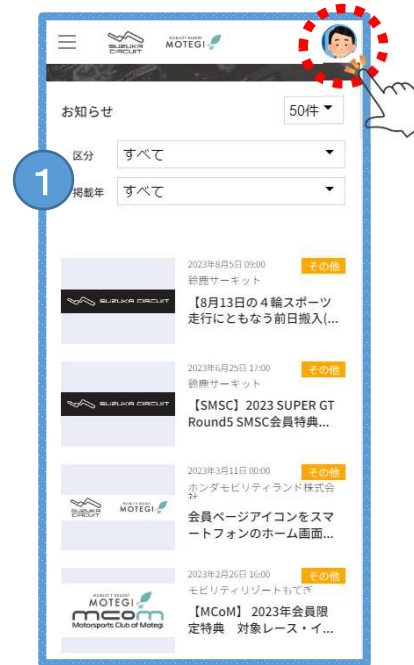 SUZUKA CIRCUIT
MOBILITY RESORT
MOTEGI
お知らせ
50件
1
区分
すべて
掲載年
すべて
2023年8月5日 09:00
その他
鈴鹿サーキット
SUZUKA CIRCUIT
【8月13日の４輪スポーツ
走行にともなう前日搬入(...
2023年6月25日 17:00
その他
鈴鹿サーキット
SUZUKA CIRCUIT
【SMSC】2023 SUPER GT
Round5 SMSC会員特典...
2023年3月11日 00:00
その他
ホンダモビリティランド株式会
社
SUZUKA CIRCUIT
MOBILITY RESORT
MOTEGI
会員ページアイコンをスマ
ートフォンのホーム画面...
2023年2月26日 16:00
その他
モビリティリゾートもてぎ
MOBILITY RESORT
MOTEGI
mcom
Motorsports Club of Motegi
【MCoM】 2023年会員限
定特典　対象レース・イ...